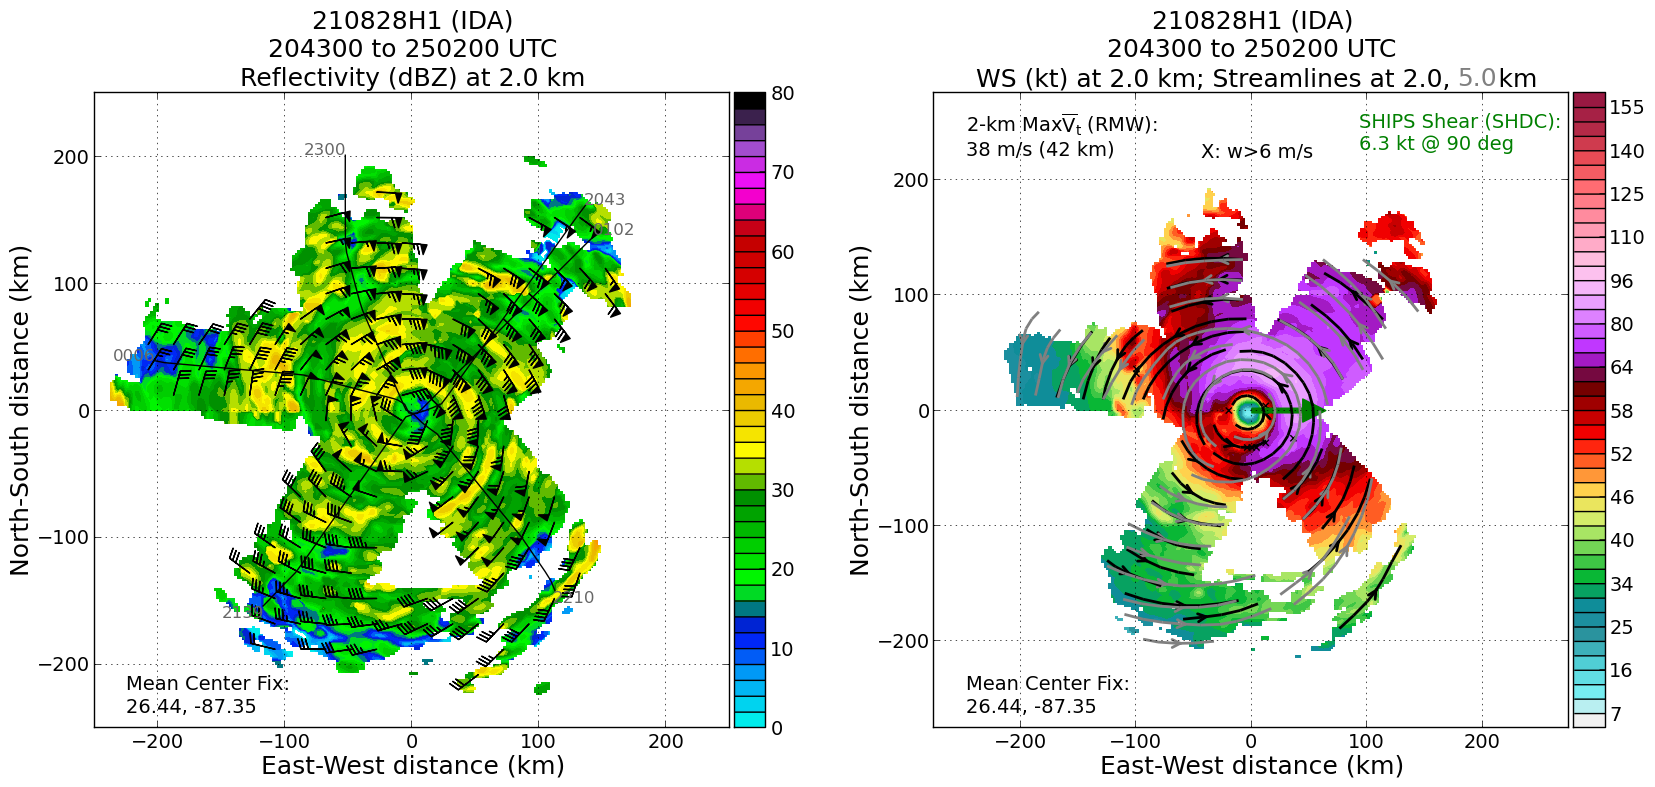 210828H1 (IDA)
204300 to 250200 UTC
Reflectivity (dBZ) at 2.0 km
North-South distance (km)
200
100
0
−100
−200
−200
−100
0
100
200
East-West distance (km)
2300
2043
0102
Mean Center Fix:
26.44, -87.35
80
70
60
50
40
30
20
10
0
210828H1 (IDA)
204300 to 250200 UTC
WS (kt) at 2.0 km; Streamlines at 2.0, 5.0km
2-km MaxV̅t (RMW):
38 m/s (42 km)
X: w>6 m/s
SHIPS Shear (SHDC):
6.3 kt @ 90 deg
North-South distance (km)
200
100
0
−100
−200
−200
−100
0
100
200
East-West distance (km)
Mean Center Fix:
26.44, -87.35
155
140
125
110
96
80
64
58
52
46
40
34
25
16
7